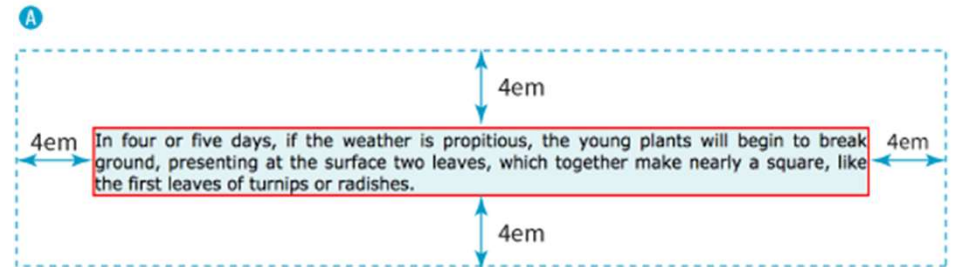 A
4em
4em
In four or five days, if the weather is propitious, the young plants will begin to break
ground, presenting at the surface two leaves, which together make nearly a square, like
the first leaves of turnips or radishes.
4em
4em